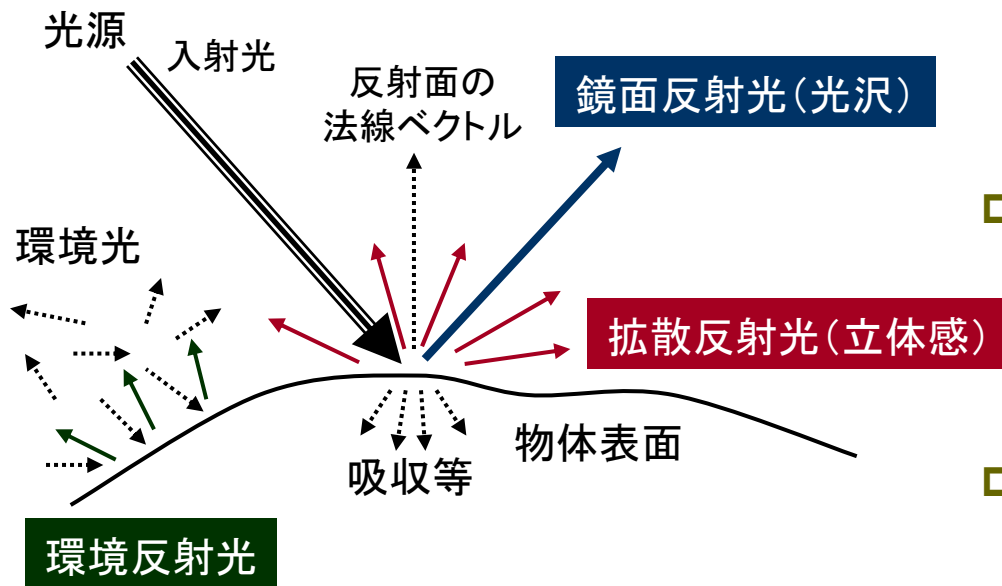 光源
入射光
反射面の
法線ベクトル
鏡面反射光(光沢)
環境光
拡散反射光(立体感)
物体表面
吸収等
環境反射光